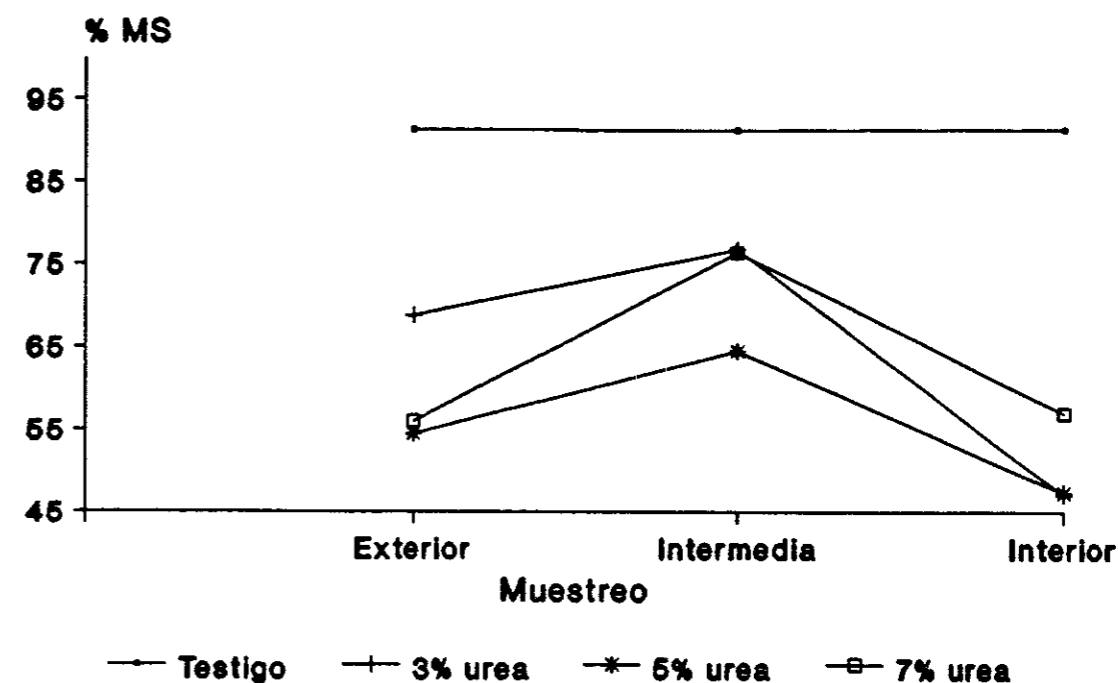 % MS
95
85
75
65
55
45
Exterior Intermedia Interior
Muestreo
Testigo 3% urea 5% urea 7% urea